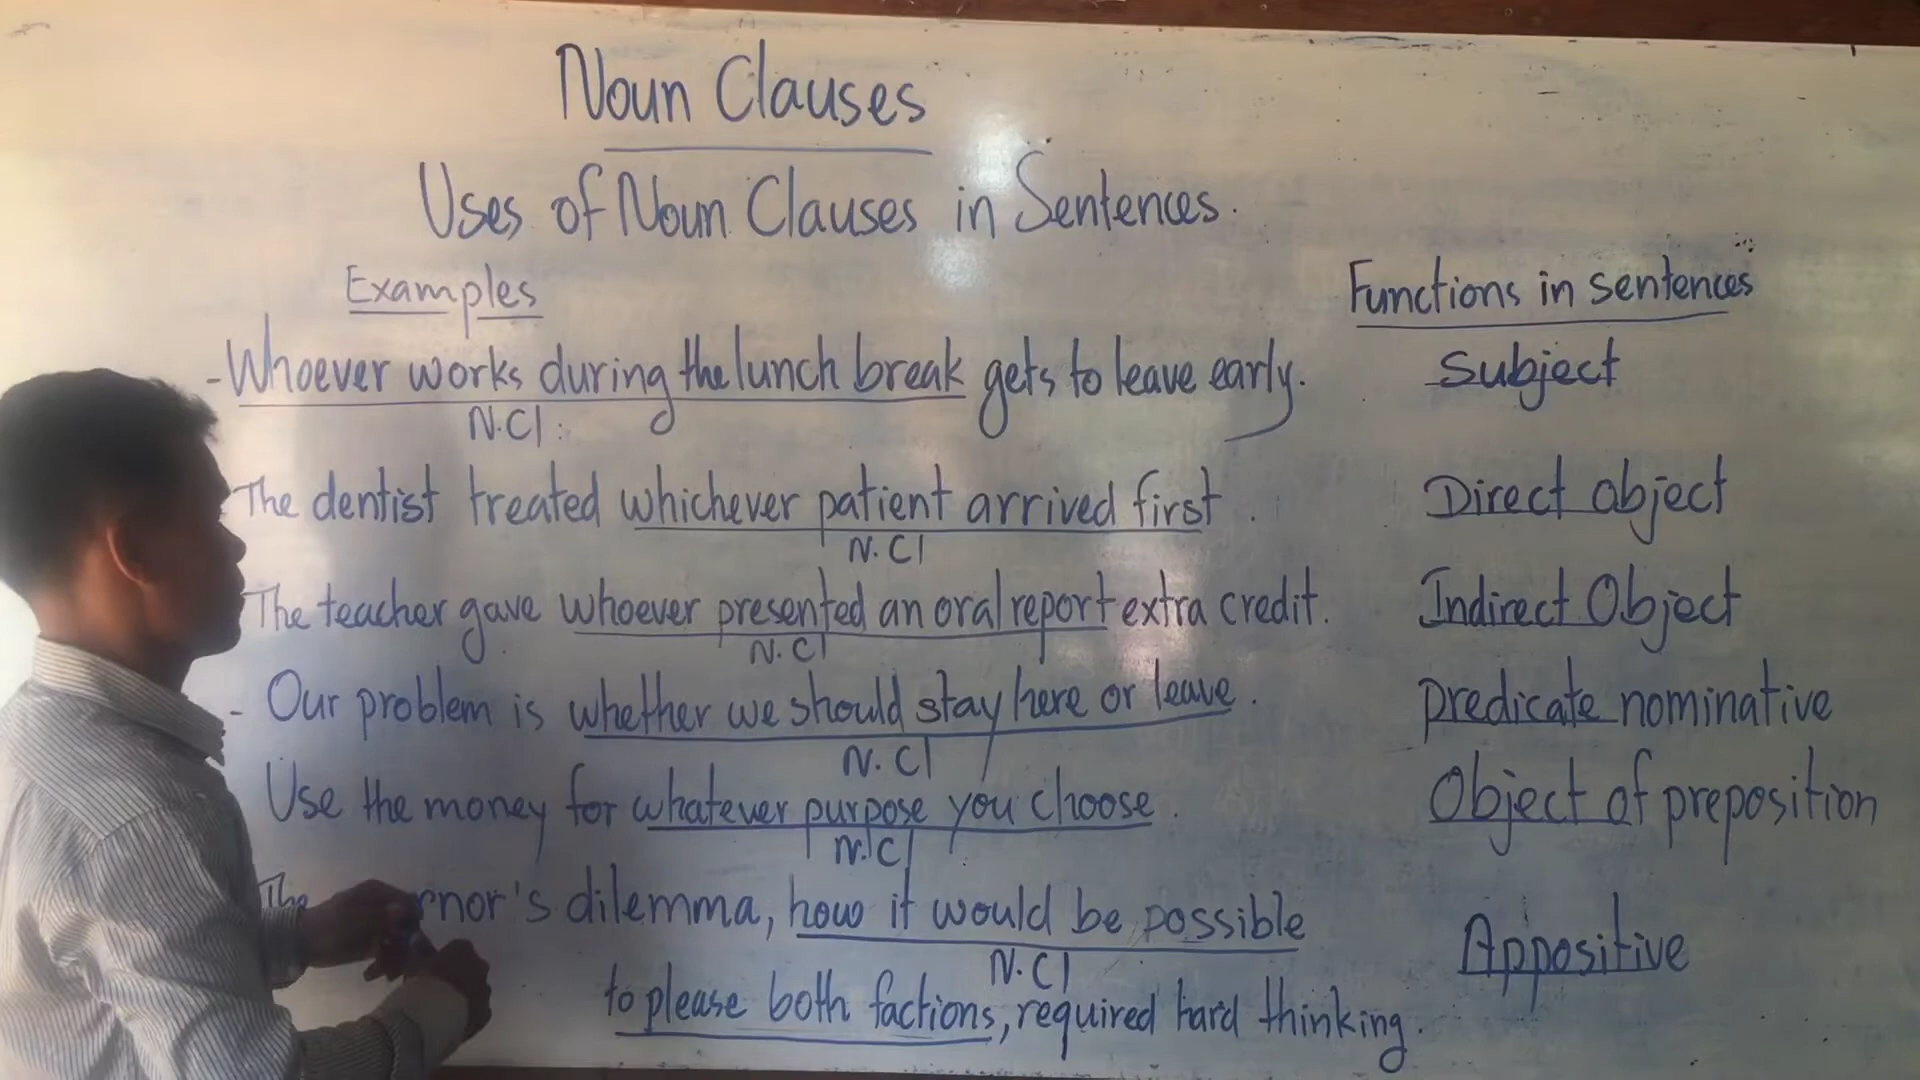 Noun Clauses
Uses of Noun Clauses in Sentences.
Examples
Functions in sentences
- Whoever works during the lunch break gets to leave early.
Subject
N.Cl.
The dentist treated whichever patient arrived first.
Direct object
N.Cl
The teacher gave whoever presented an oral report extra credit.
Indirect Object
N.Cl
- Our problem is whether we should stay here or leave.
predicate nominative
N.Cl
Use the money for whatever purpose you choose.
Object of preposition
N.Cl
The rnor's dilemma, how it would be possible
Appositive
N.Cl
to please both factions, required hard thinking.